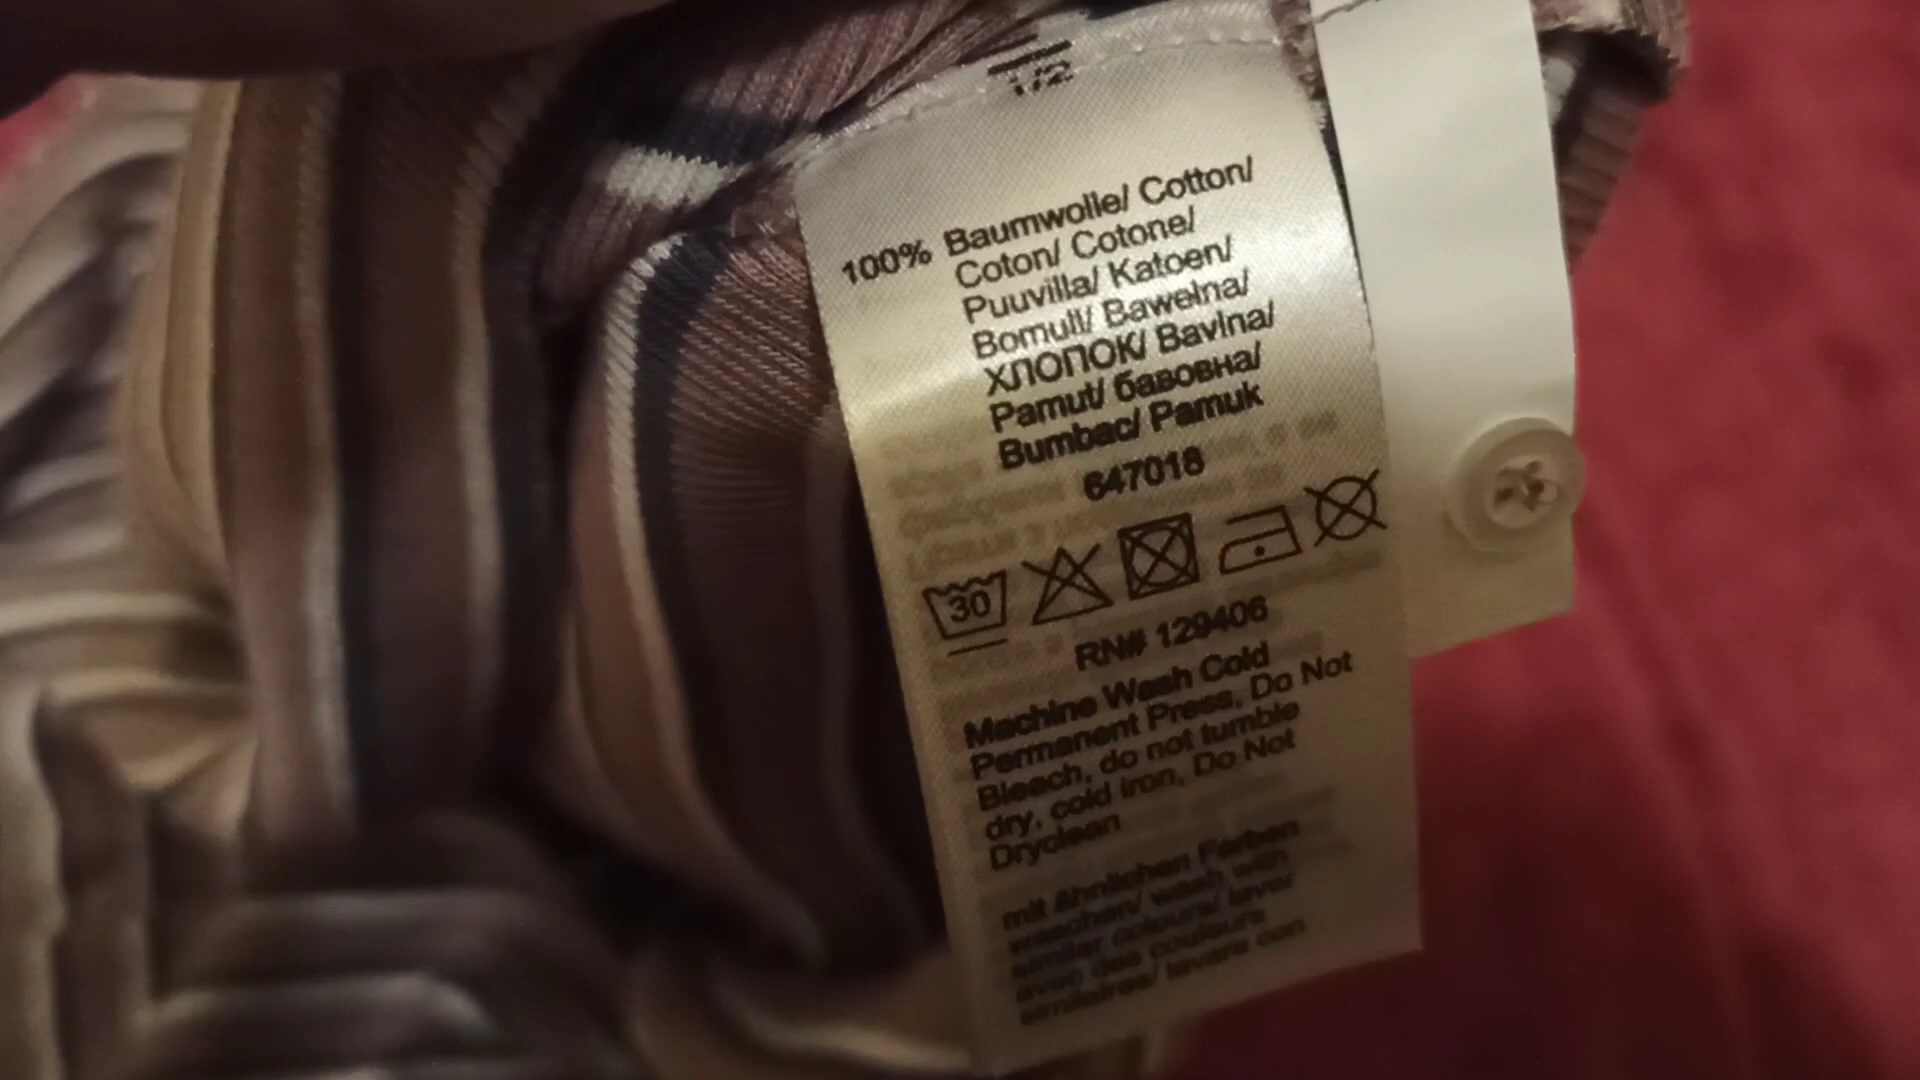 1/2
100% Baumwolle/ Cotton/
Coton/ Cotone/
Puuvilla/ Katoen/
Bomull/ Bawełna/
ХЛОПОК/ Bavlna/
Pamut/ бавовна/
Bumbac/ Pamuk
647018
30
RN# 129406
Machine Wash Cold
Permanent Press, Do Not
Bleach, do not tumble
dry, cold iron, Do Not
Dryclean
mit ähnlichen Farben
waschen/ wash with
similar colours/ laver
avec des couleurs
similaires/ lavare con